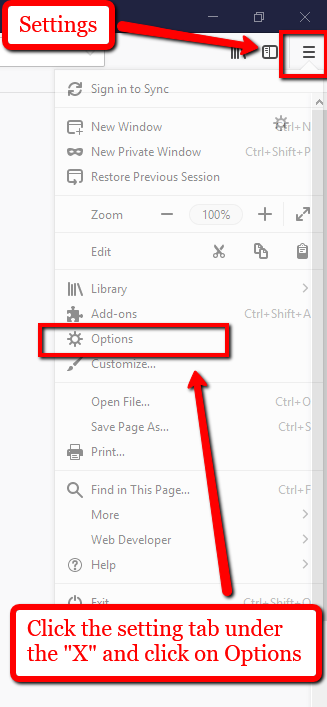 Settings
Sign in to Sync
New Window Ctrl+N
New Private Window Ctrl+Shift+P
Restore Previous Session
Zoom 100%
Edit
Library
Add-ons Ctrl+Shift+A
Options
Customize...
Open File... Ctrl+O
Save Page As... Ctrl+S
Print...
Find in This Page... Ctrl+F
More
Web Developer
Help
Exit Ctrl+Shift+Q
Click the setting tab under
the "X" and click on Options